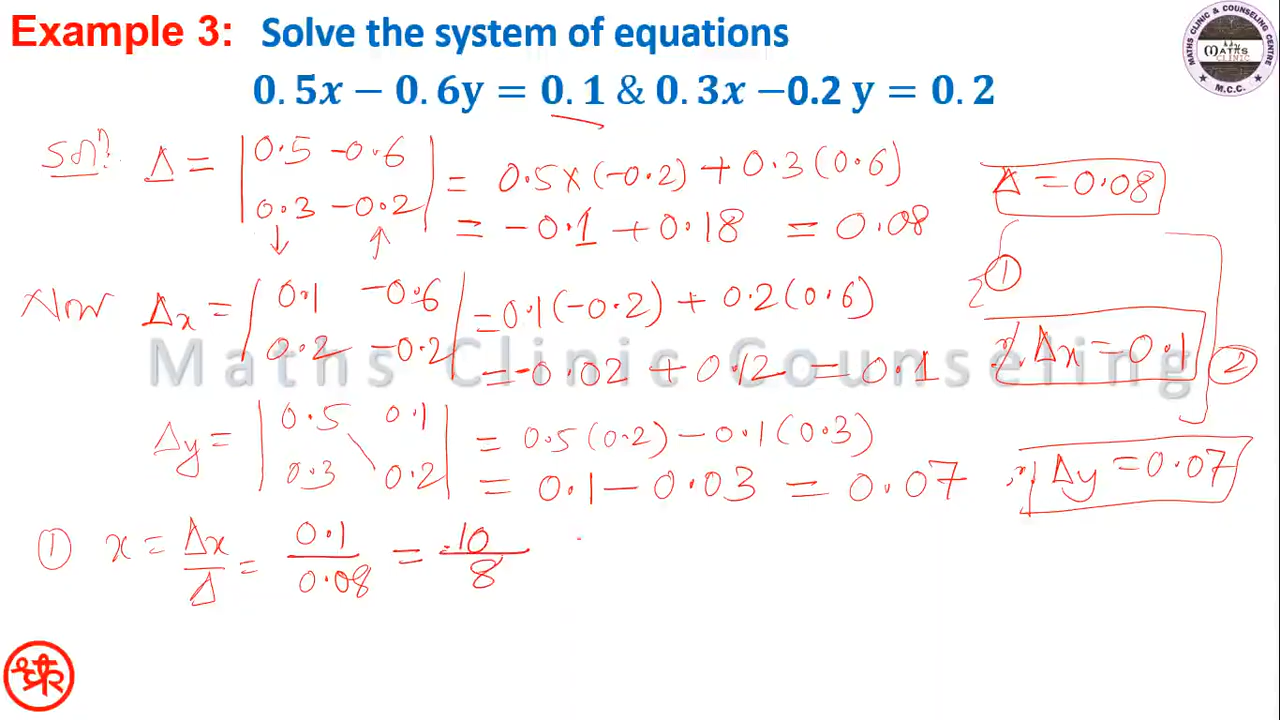 Example 3: Solve the system of equations
0.5x − 0.6y = 0.1 & 0.3x −0.2 y = 0.2
MATHS CLINIC & COUNSELING CENTRE
My
MATHS
CLINIC
M.C.C.
Solⁿ: Δ = | 0.5 −0.6 | = 0.5×(−0.2) + 0.3(0.6)
| 0.3 −0.2 | = −0.1 + 0.18 = 0.08
Δ = 0.08
①
Now Δx = | 0.1 −0.6 | = 0.1(−0.2) + 0.2(0.6)
| 0.2 −0.2 | = −0.02 + 0.12 = 0.1
Δx = 0.1
②
Maths Clinic Counseling
Δy = | 0.5 0.1 | = 0.5(0.2) − 0.1(0.3)
| 0.3 0.2 | = 0.1 − 0.03 = 0.07
Δy = 0.07
① x = Δx/Δ = 0.1/0.08 = 10/8
श्री